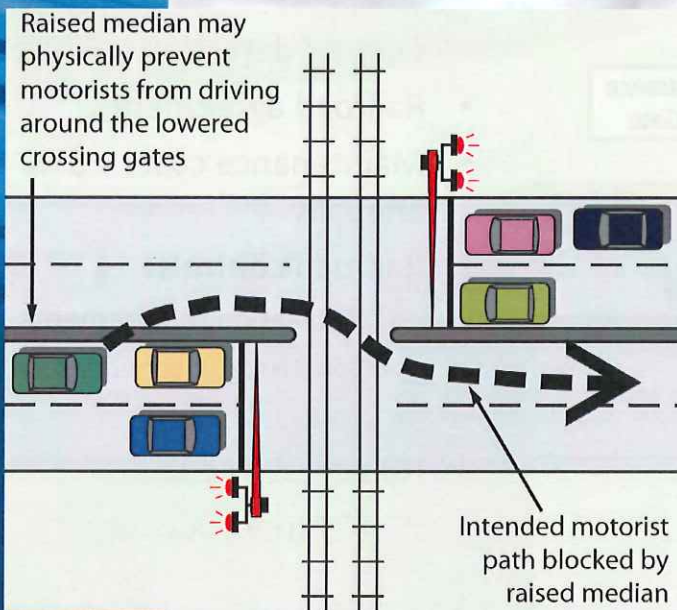 Raised median may
physically prevent
motorists from driving
around the lowered
crossing gates
Intended motorist
path blocked by
raised median